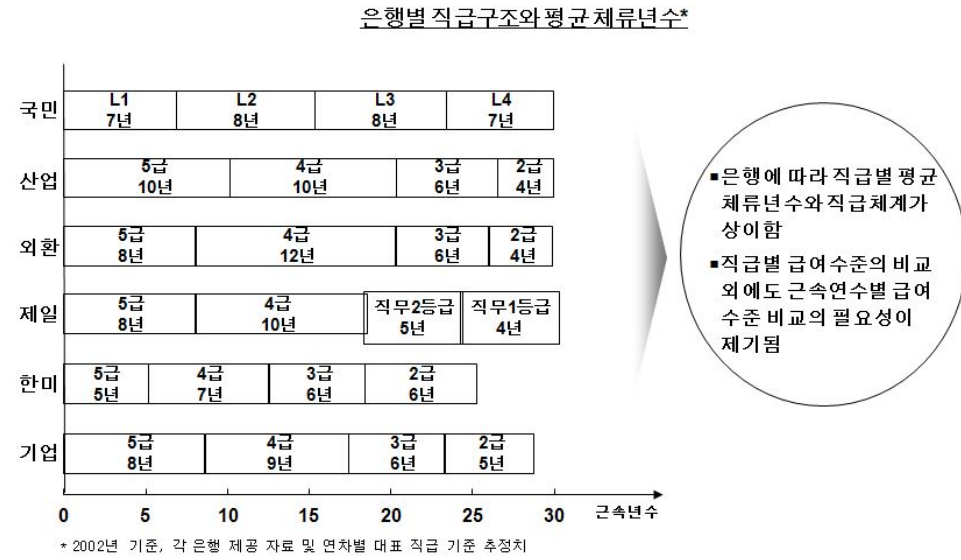 은행별 직급구조와 평균 체류년수*
국민
L1 L2 L3 L4
7년 8년 8년 7년
산업
5급 4급 3급 2급
10년 10년 6년 4년
외환
5급 4급 3급 2급
8년 12년 6년 4년
제일
5급 4급 직무2등급 직무1등급
8년 10년 5년 4년
한미
5급 4급 3급 2급
5년 7년 6년 6년
기업
5급 4급 3급 2급
8년 9년 6년 5년
0 5 10 15 20 25 30 근속년수
* 2002년 기준, 각 은행 제공 자료 및 연차별 대표 직급 기준 추정치
▪은행에 따라 직급별 평균
체류년수와 직급체계가
상이함
▪직급별 급여수준의 비교
외에도 근속연수별 급여
수준 비교의 필요성이
제기됨